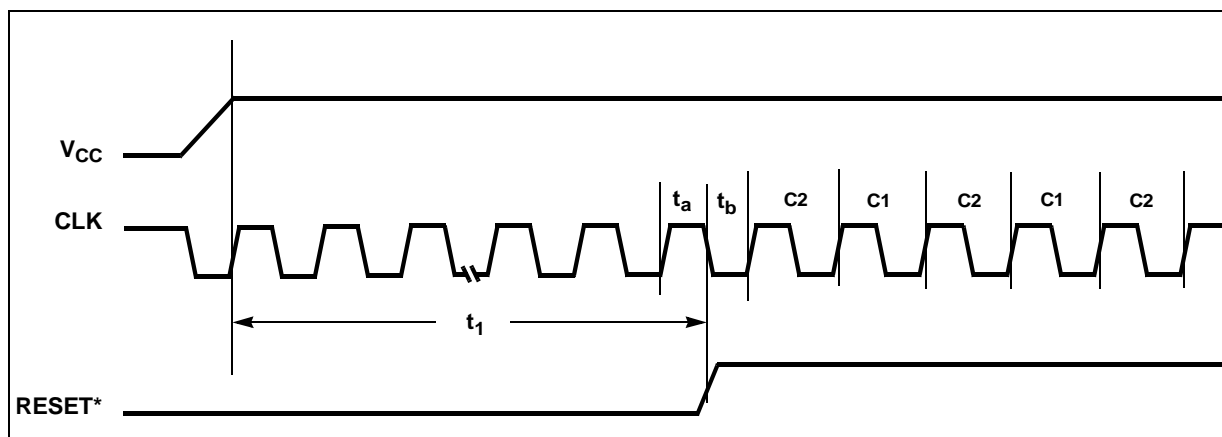 VCC
CLK
ta tb C2 C1 C2 C1 C2
t1
RESET*